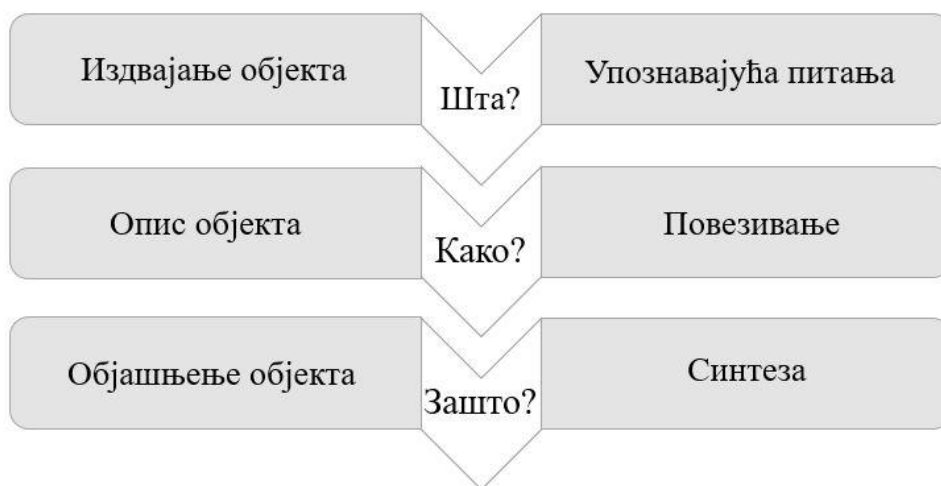 Издвајање објекта
Шта?
Упознавајућа питања
Опис објекта
Како?
Повезивање
Објашњење објекта
Зашто?
Синтеза